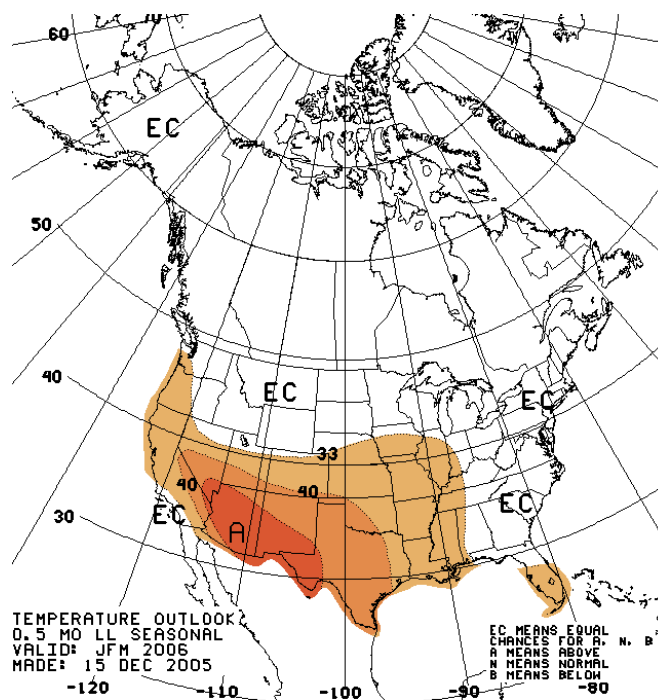 60
70
EC
50
40
EC
EC
33
40
40
EC
EC
A
30
TEMPERATURE OUTLOOK
0.5 MO LL SEASONAL
VALID: JFM 2006
MADE: 15 DEC 2005
EC MEANS EQUAL
CHANCES FOR A, N, B
A MEANS ABOVE
N MEANS NORMAL
B MEANS BELOW
-120
-110
-100
-90
-80